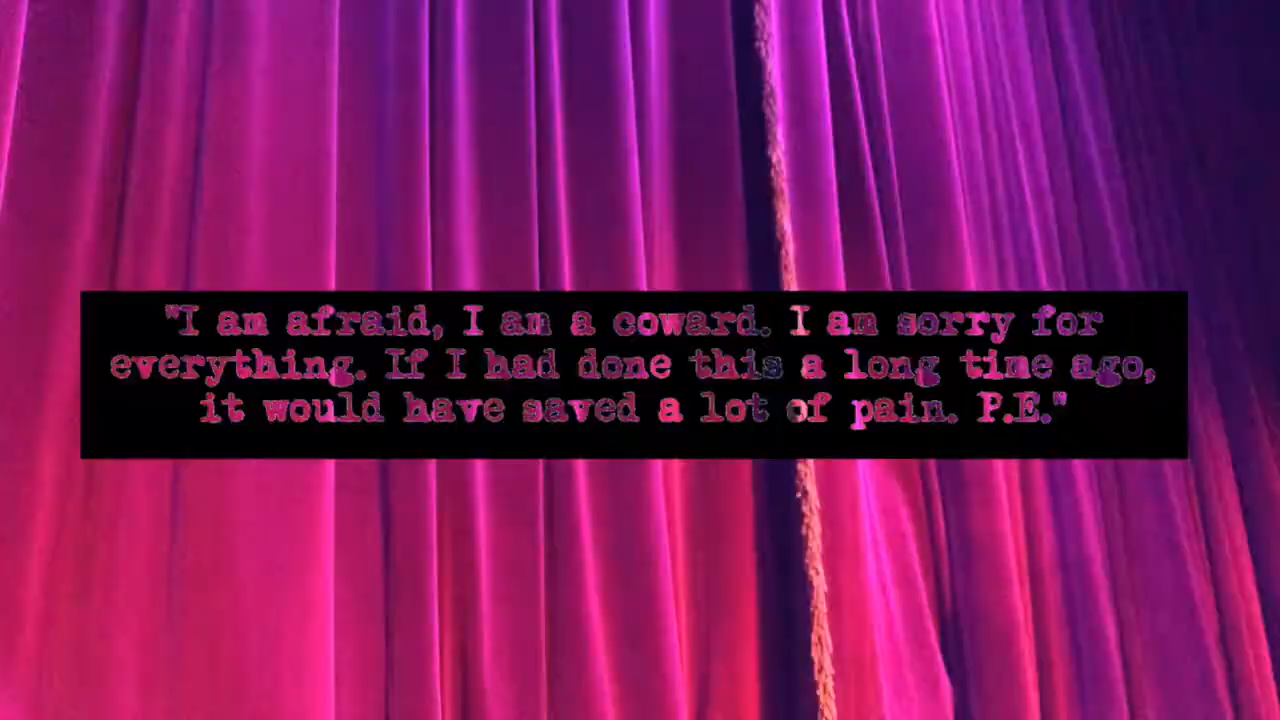 "I am afraid, I am a coward. I am sorry for
everything. If I had done this a long time ago,
it would have saved a lot of pain. P.E."